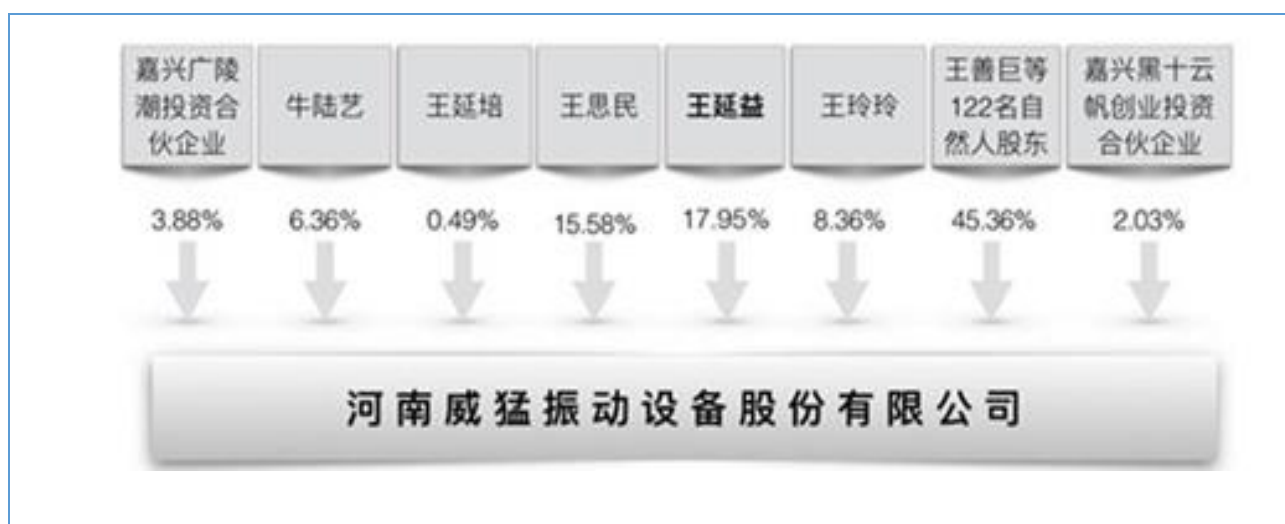 嘉兴广陵
潮投资合
伙企业
牛陆艺
王延培
王思民
王延益
王玲玲
王善巨等
122名自
然人股东
嘉兴黑十云
帆创业投资
合伙企业
3.88%
6.36%
0.49%
15.58%
17.95%
8.36%
45.36%
2.03%
河南威猛振动设备股份有限公司